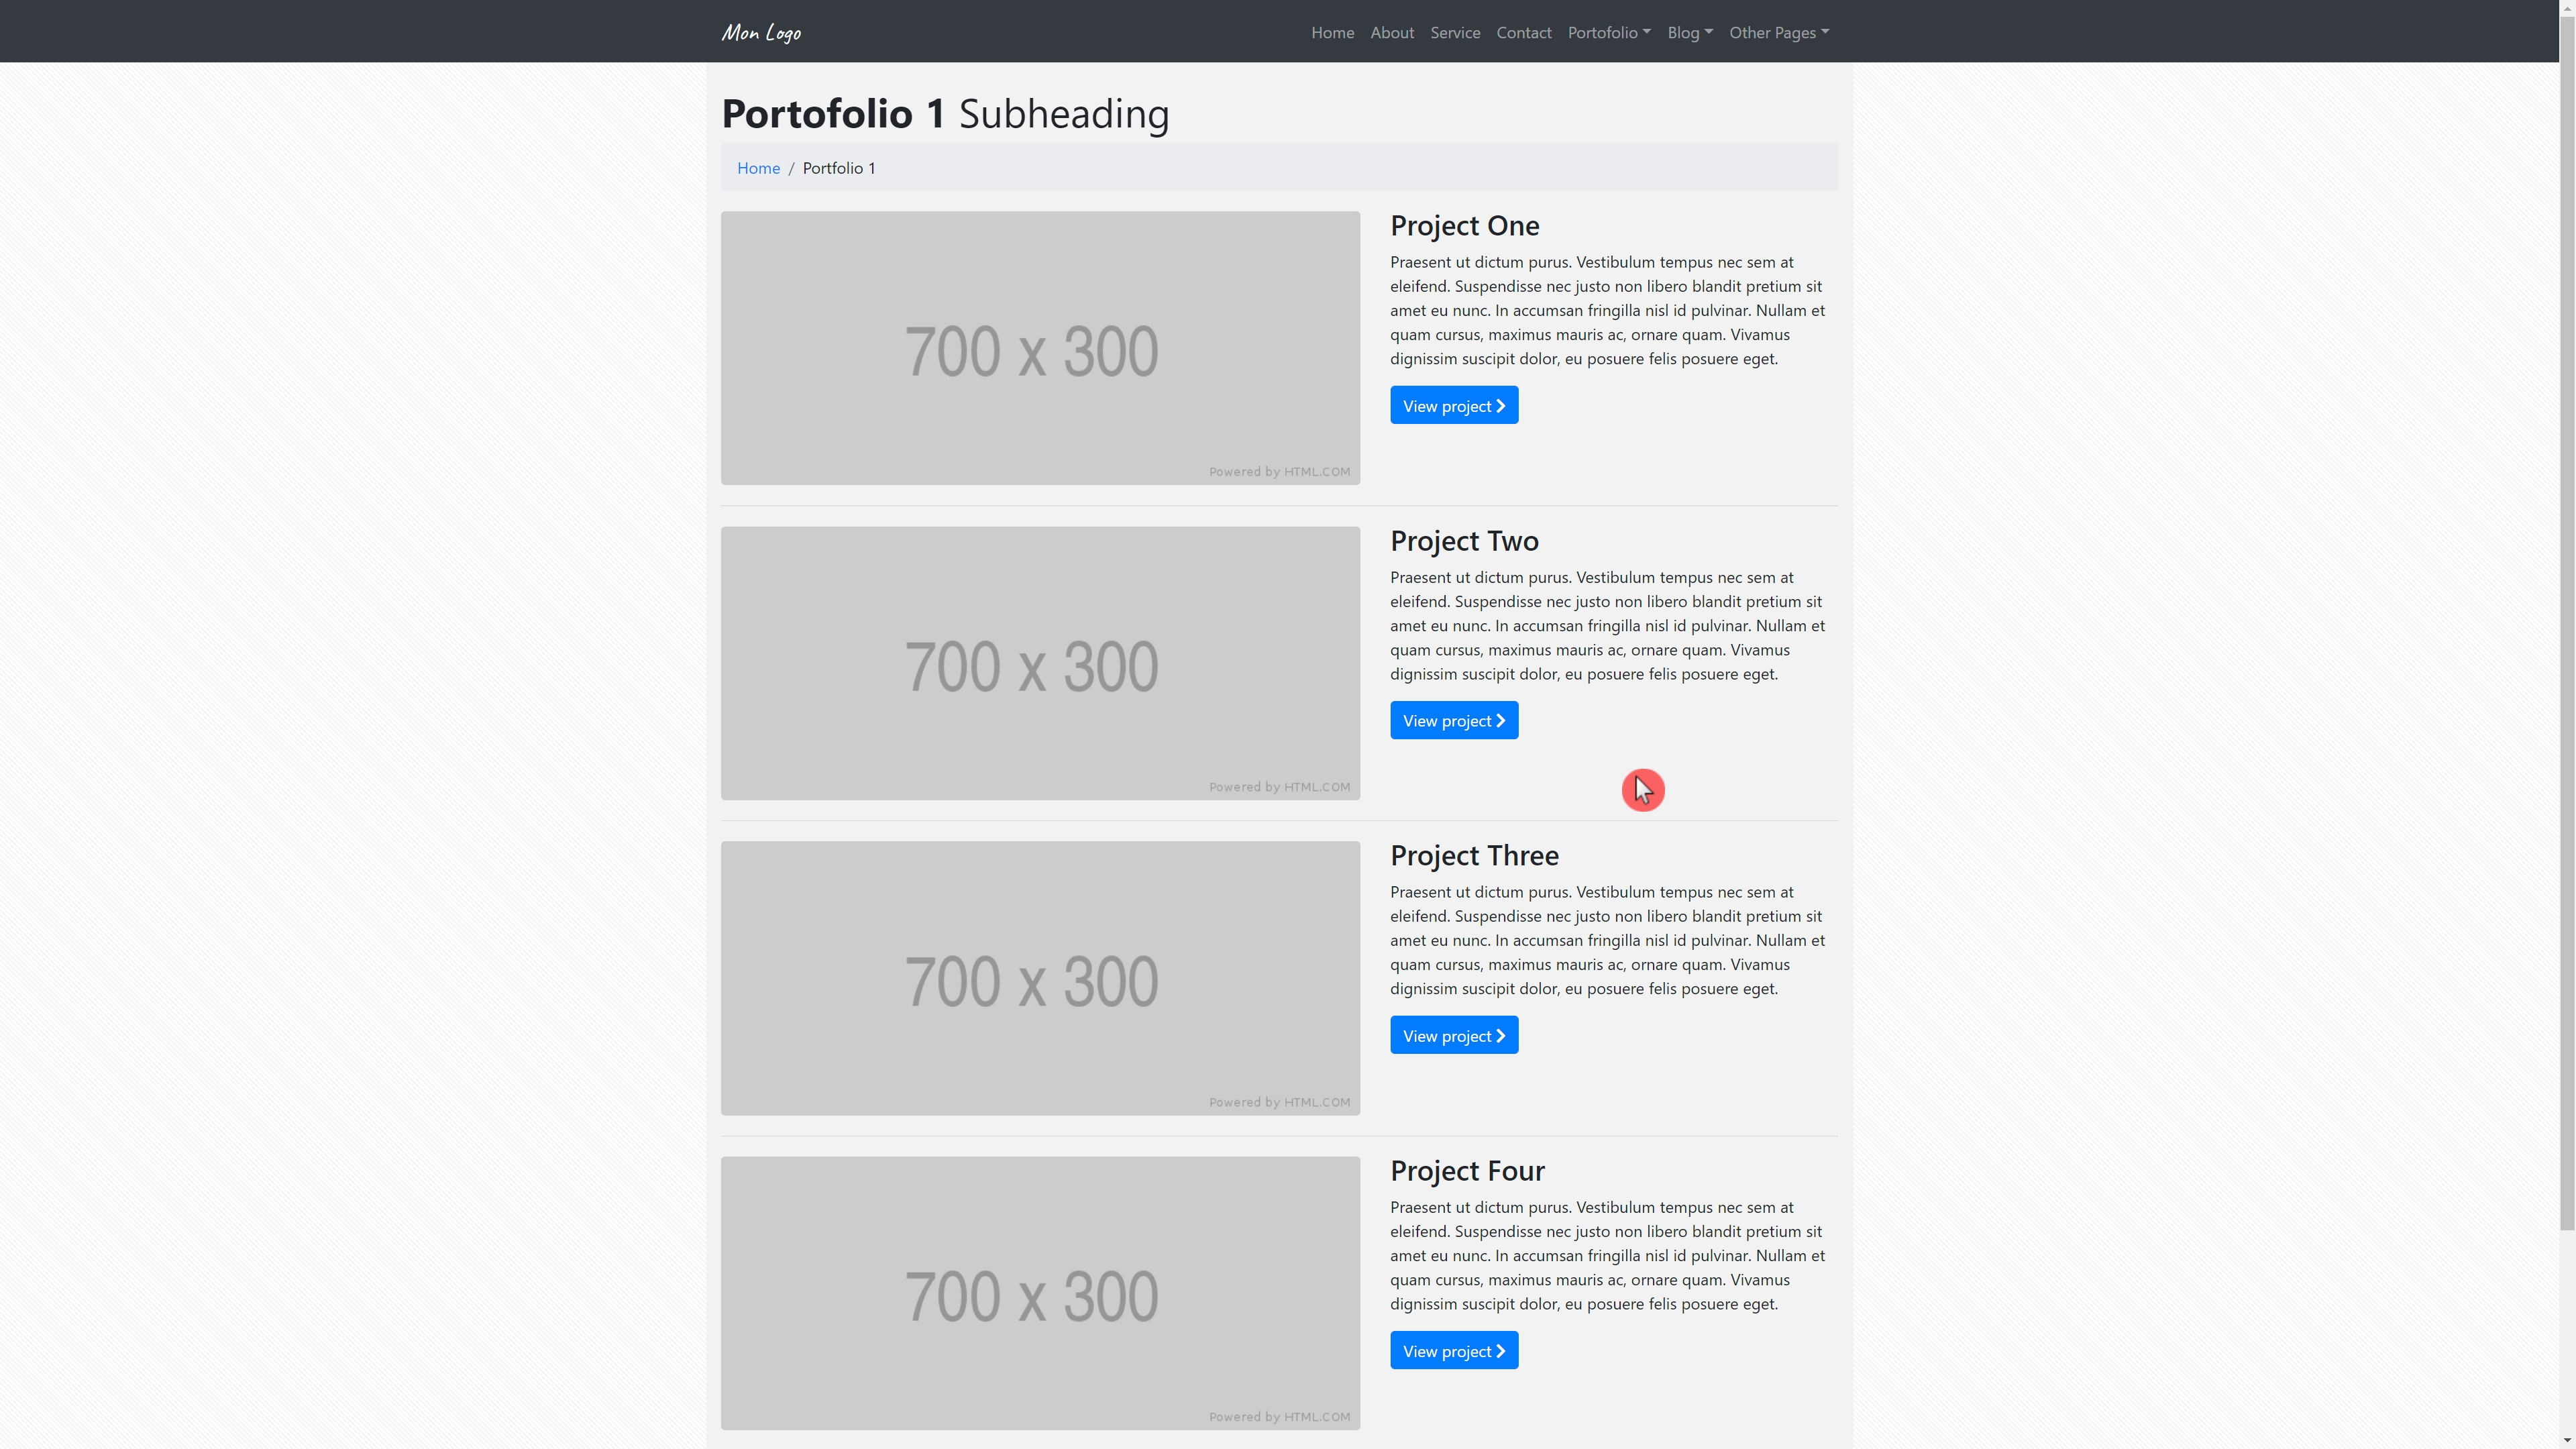 Mon Logo
Home About Service Contact Portofolio Blog Other Pages
Portofolio 1 Subheading
Home / Portfolio 1
700 x 300
Powered by HTML.COM
Project One
Praesent ut dictum purus. Vestibulum tempus nec sem at
eleifend. Suspendisse nec justo non libero blandit pretium sit
amet eu nunc. In accumsan fringilla nisl id pulvinar. Nullam et
quam cursus, maximus mauris ac, ornare quam. Vivamus
dignissim suscipit dolor, eu posuere felis posuere eget.
View project
700 x 300
Powered by HTML.COM
Project Two
Praesent ut dictum purus. Vestibulum tempus nec sem at
eleifend. Suspendisse nec justo non libero blandit pretium sit
amet eu nunc. In accumsan fringilla nisl id pulvinar. Nullam et
quam cursus, maximus mauris ac, ornare quam. Vivamus
dignissim suscipit dolor, eu posuere felis posuere eget.
View project
700 x 300
Powered by HTML.COM
Project Three
Praesent ut dictum purus. Vestibulum tempus nec sem at
eleifend. Suspendisse nec justo non libero blandit pretium sit
amet eu nunc. In accumsan fringilla nisl id pulvinar. Nullam et
quam cursus, maximus mauris ac, ornare quam. Vivamus
dignissim suscipit dolor, eu posuere felis posuere eget.
View project
700 x 300
Powered by HTML.COM
Project Four
Praesent ut dictum purus. Vestibulum tempus nec sem at
eleifend. Suspendisse nec justo non libero blandit pretium sit
amet eu nunc. In accumsan fringilla nisl id pulvinar. Nullam et
quam cursus, maximus mauris ac, ornare quam. Vivamus
dignissim suscipit dolor, eu posuere felis posuere eget.
View project